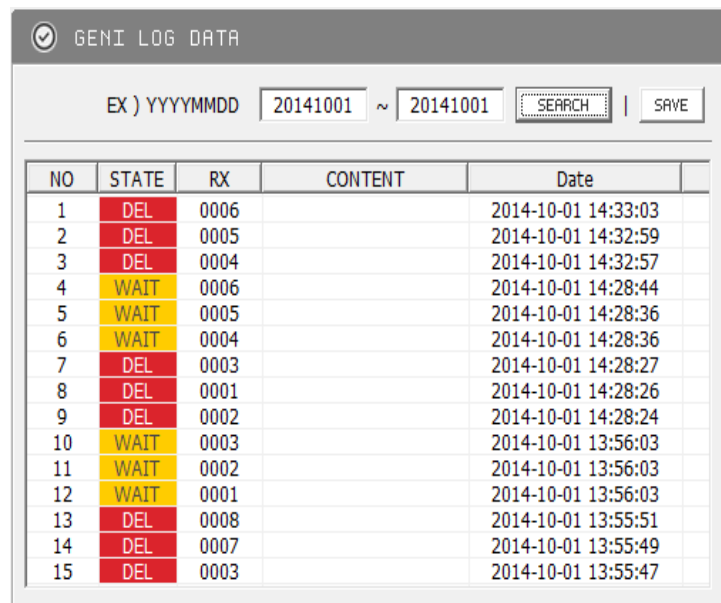 GENI LOG DATA
EX ) YYYYMMDD 20141001 ~ 20141001 SEARCH | SAVE
NO STATE RX CONTENT Date
1 DEL 0006 2014-10-01 14:33:03
2 DEL 0005 2014-10-01 14:32:59
3 DEL 0004 2014-10-01 14:32:57
4 WAIT 0006 2014-10-01 14:28:44
5 WAIT 0005 2014-10-01 14:28:36
6 WAIT 0004 2014-10-01 14:28:36
7 DEL 0003 2014-10-01 14:28:27
8 DEL 0001 2014-10-01 14:28:26
9 DEL 0002 2014-10-01 14:28:24
10 WAIT 0003 2014-10-01 13:56:03
11 WAIT 0002 2014-10-01 13:56:03
12 WAIT 0001 2014-10-01 13:56:03
13 DEL 0008 2014-10-01 13:55:51
14 DEL 0007 2014-10-01 13:55:49
15 DEL 0003 2014-10-01 13:55:47